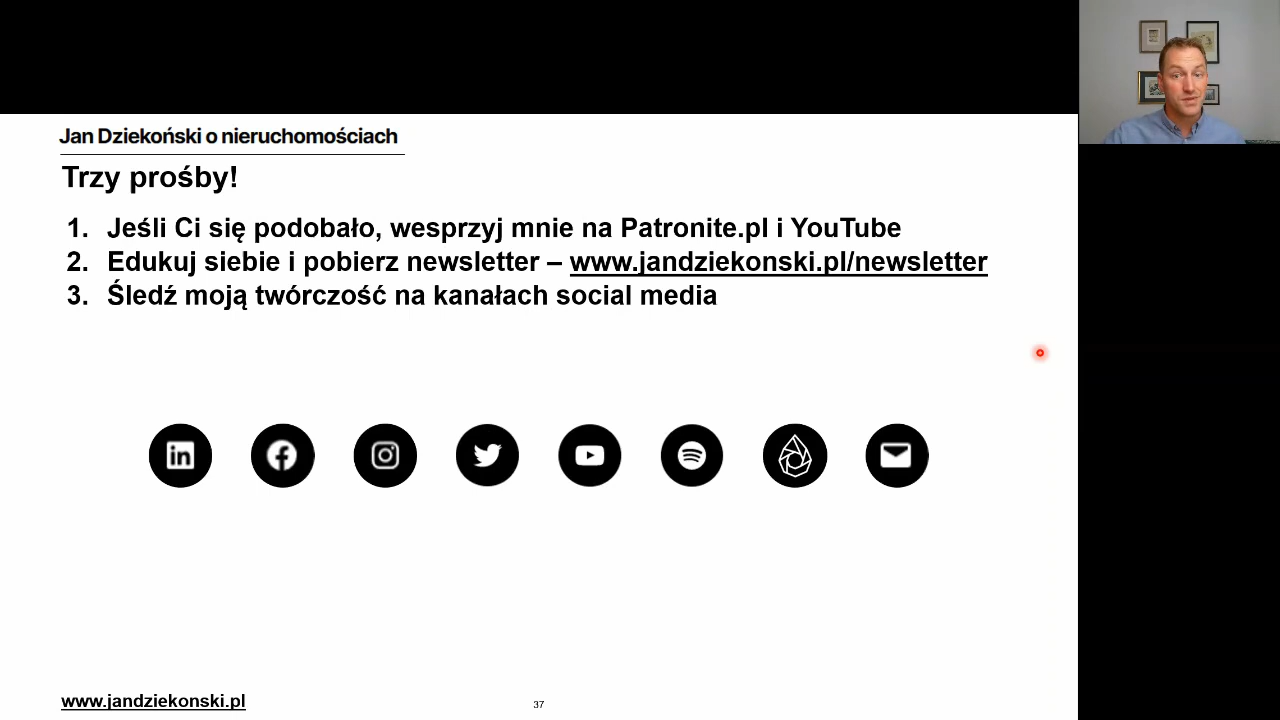 Jan Dziekoński o nieruchomościach
Trzy prośby!
1. Jeśli Ci się podobało, wesprzyj mnie na Patronite.pl i YouTube
2. Edukuj siebie i pobierz newsletter – www.jandziekonski.pl/newsletter
3. Śledź moją twórczość na kanałach social media
in
www.jandziekonski.pl
37